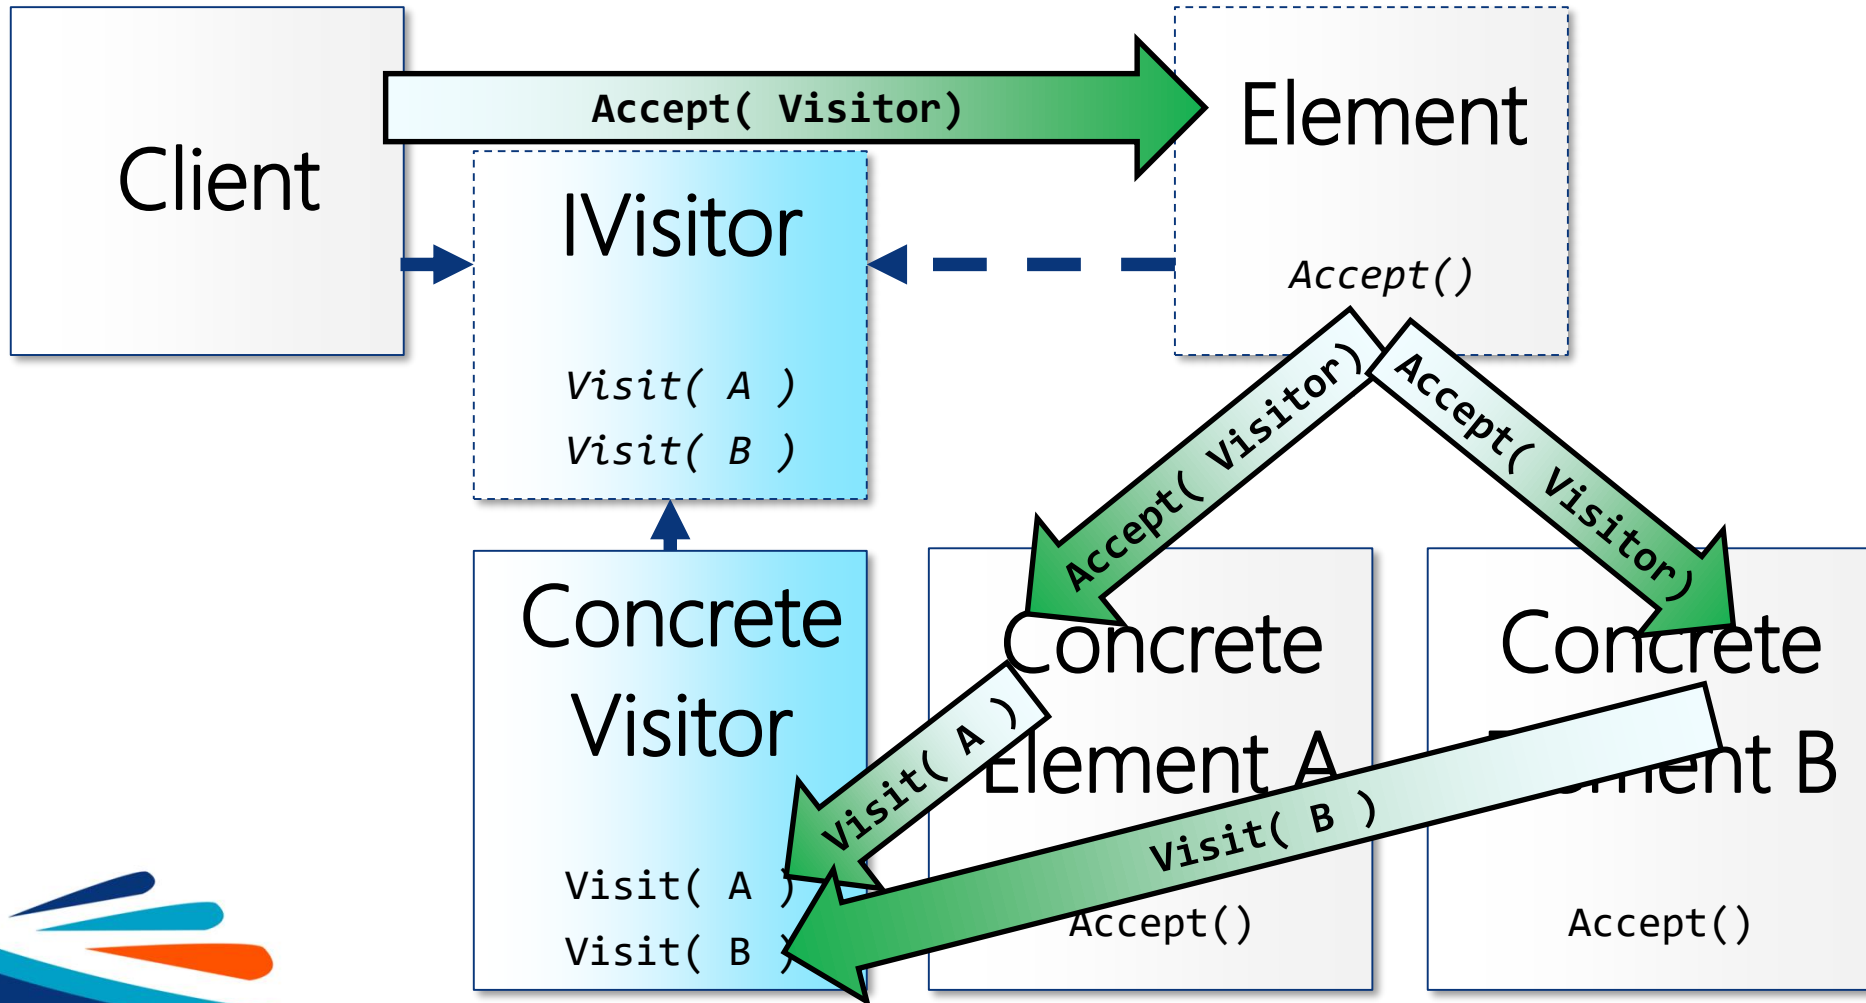 Client
Accept( Visitor)
Element
Accept()
IVisitor
Visit( A )
Visit( B )
Accept( Visitor)
Accept( Visitor)
Concrete
Visitor
Visit( A )
Visit( B )
Concrete
Element A
Accept()
Concrete
Element B
Accept()
Visit( A )
Visit( B )